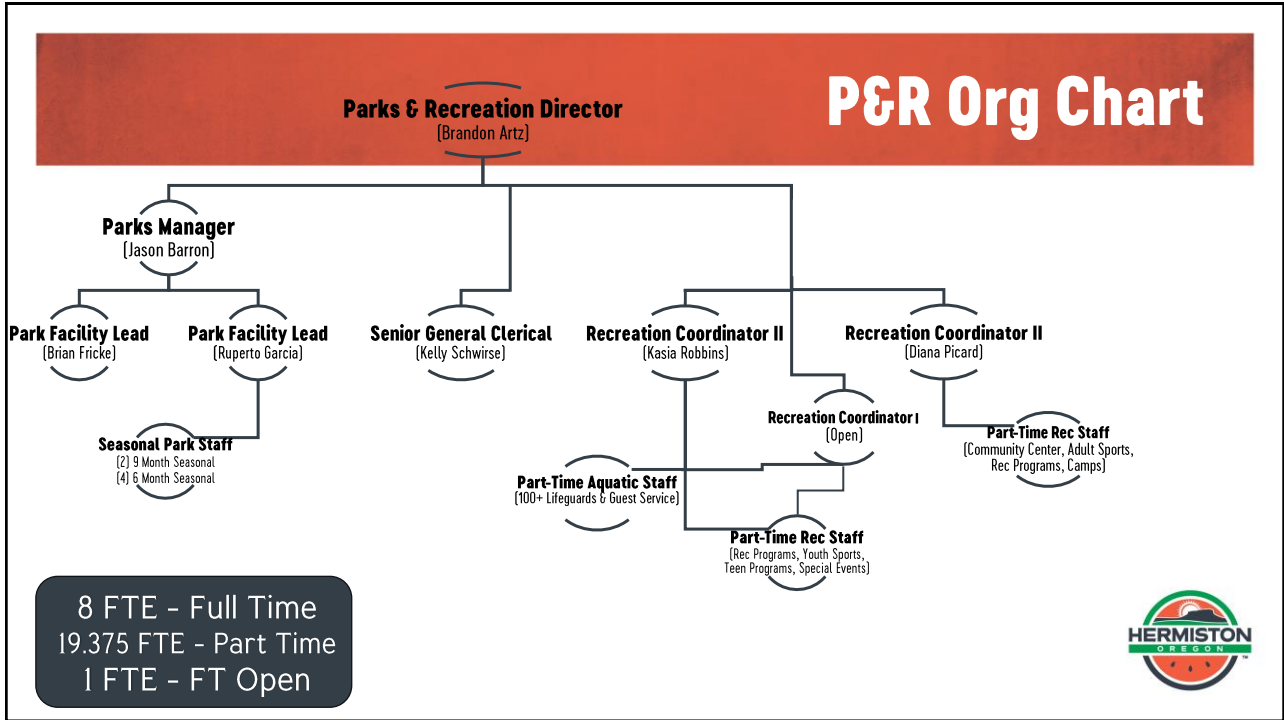 P&R Org Chart
Parks & Recreation Director
(Brandon Artz)
Parks Manager
(Jason Barron)
Park Facility Lead
(Brian Fricke)
Park Facility Lead
(Ruperto Garcia)
Senior General Clerical
(Kelly Schwirse)
Recreation Coordinator II
(Kasia Robbins)
Recreation Coordinator II
(Diana Picard)
Recreation Coordinator I
(Open)
Seasonal Park Staff
(2) 9 Month Seasonal
(4) 6 Month Seasonal
Part-Time Aquatic Staff
(100+ Lifeguards & Guest Service)
Part-Time Rec Staff
(Community Center, Adult Sports,
Rec Programs, Camps)
Part-Time Rec Staff
(Rec Programs, Youth Sports,
Teen Programs, Special Events)
8 FTE - Full Time
19.375 FTE - Part Time
1 FTE - FT Open
HERMISTON
OREGON
TM